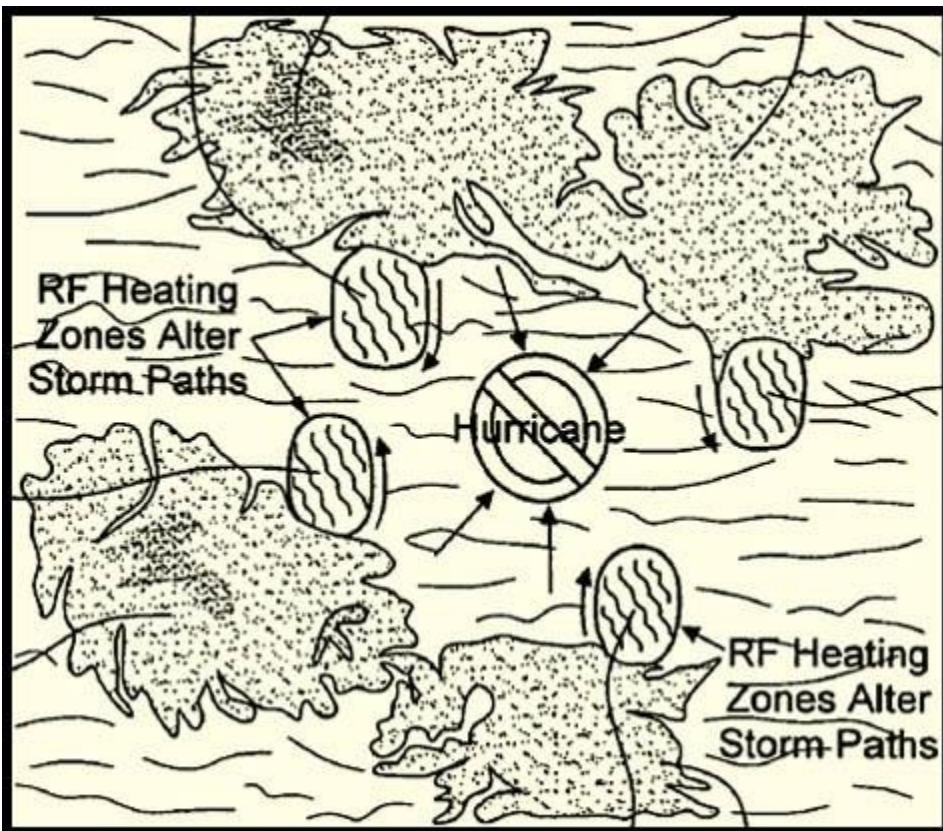 RF Heating
Zones Alter
Storm Paths
Hurricane
RF Heating
Zones Alter
Storm Paths